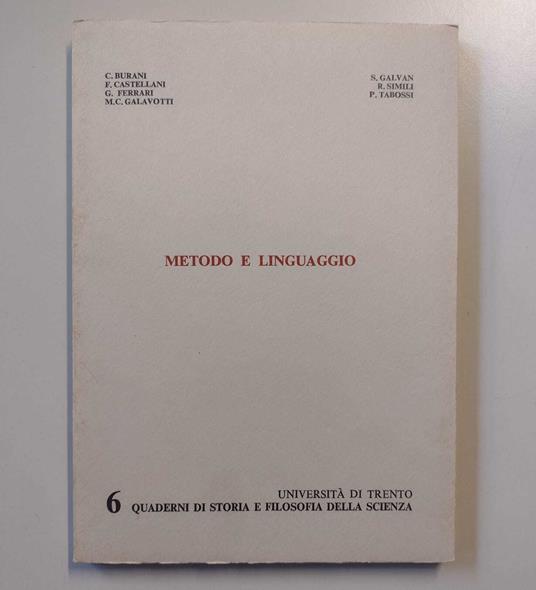 C. BURANI
F. CASTELLANI
G. FERRARI
M.C. GALAVOTTI
S. GALVAN
R. SIMILI
P. TABOSSI
METODO E LINGUAGGIO
6 UNIVERSITÀ DI TRENTO
QUADERNI DI STORIA E FILOSOFIA DELLA SCIENZA